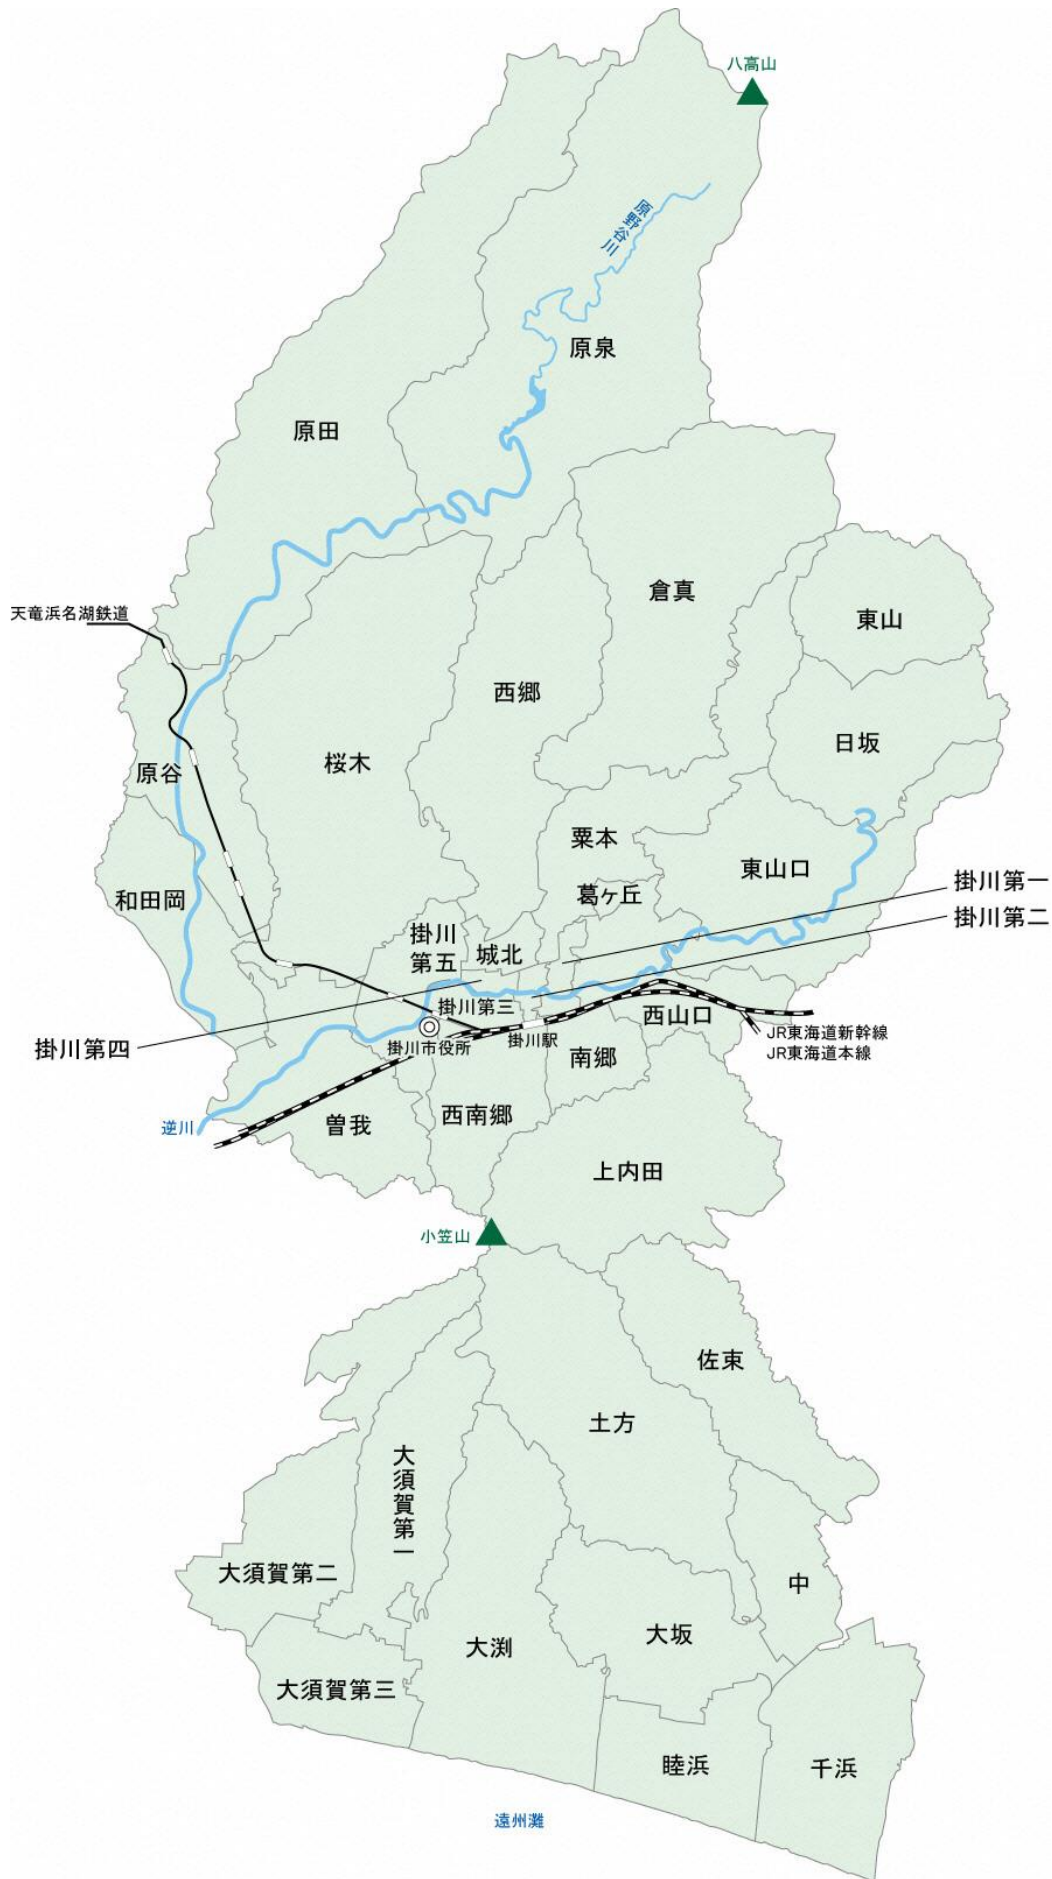 八高山
原野谷川
原泉
原田
倉真
天竜浜名湖鉄道
東山
西郷
日坂
桜木
原谷
粟本
東山口
葛ヶ丘
掛川第一
和田岡
掛川第二
掛川
第五
城北
掛川第三
西山口
JR東海道新幹線
JR東海道本線
掛川第四
掛川市役所
掛川駅
南郷
逆川
曽我
西南郷
上内田
小笠山
佐束
土方
大須賀第一
大須賀第二
中
大坂
大渕
大須賀第三
睦浜
千浜
遠州灘